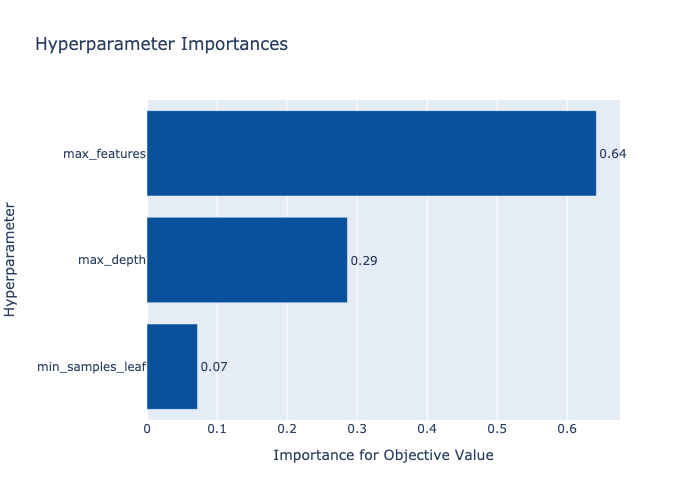 Hyperparameter Importances
Hyperparameter
max_features
0.64
max_depth
0.29
min_samples_leaf
0.07
0 0.1 0.2 0.3 0.4 0.5 0.6
Importance for Objective Value